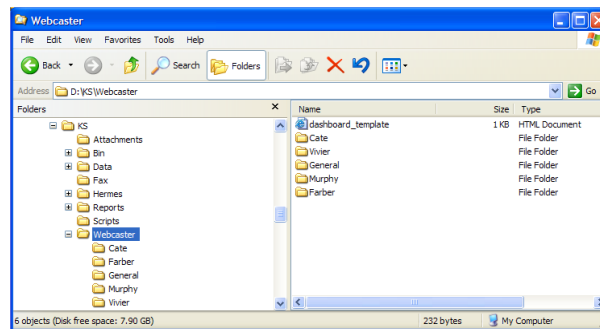 Webcaster
File Edit View Favorites Tools Help
Back Search Folders
Address D:\KS\Webcaster Go
Folders × Name Size Type
KS
Attachments
Bin
Data
Fax
Hermes
Reports
Scripts
Webcaster
Cate
Farber
General
Murphy
Vivier
dashboard_template 1 KB HTML Document
Cate File Folder
Vivier File Folder
General File Folder
Murphy File Folder
Farber File Folder
6 objects (Disk free space: 7.90 GB) 232 bytes My Computer